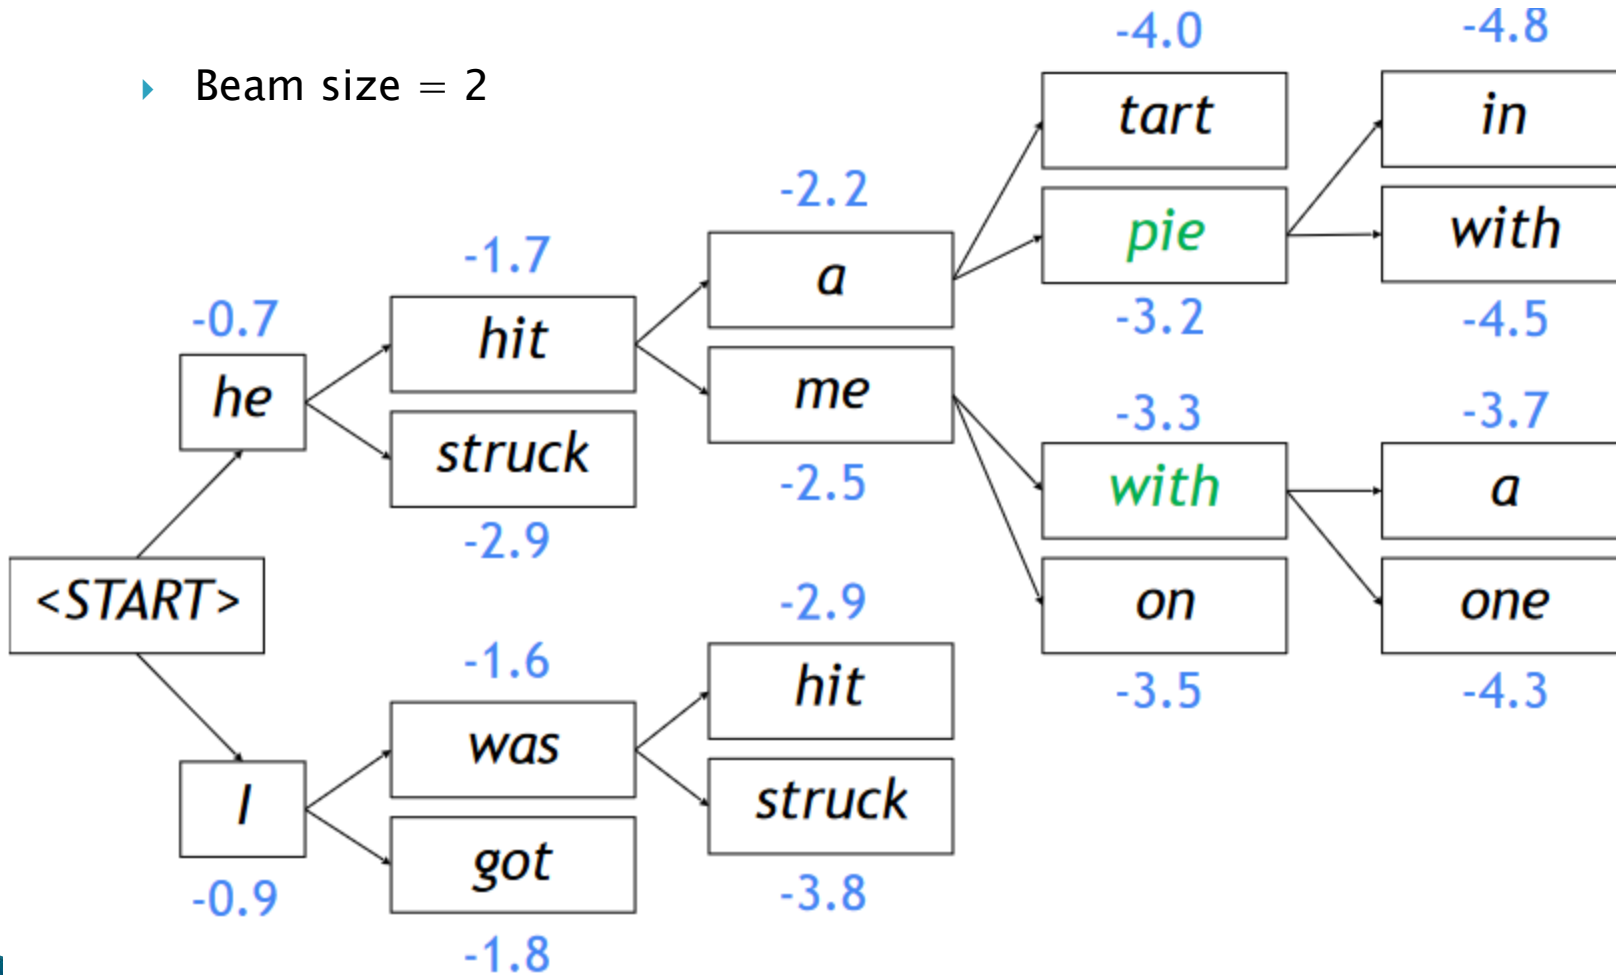 Beam size = 2
<START>
-0.7
he
I
-0.9
-1.7
hit
struck
-2.9
-1.6
was
got
-1.8
-2.2
a
me
-2.5
-2.9
hit
struck
-3.8
-4.0
tart
pie
-3.2
-3.3
with
on
-3.5
-4.8
in
with
-4.5
-3.7
a
one
-4.3